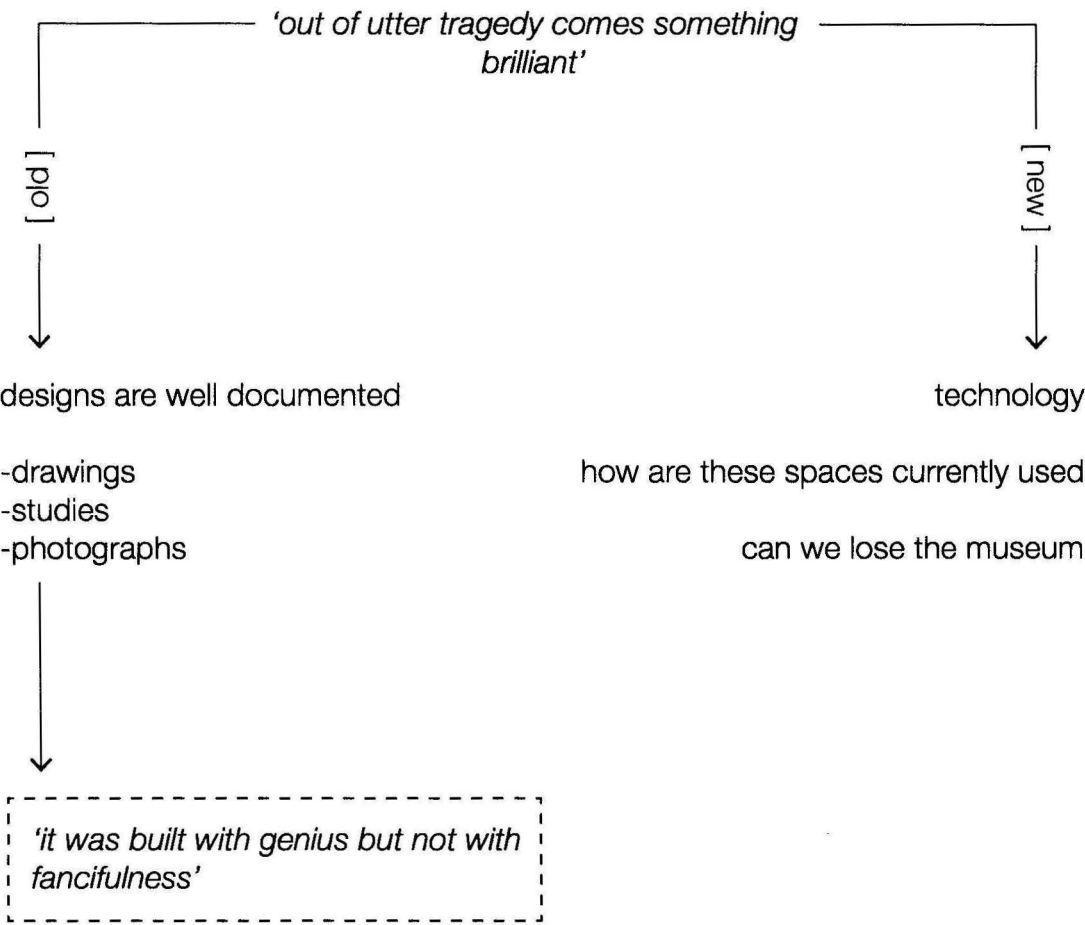 'out of utter tragedy comes something
brilliant'
[ old ]
[ new ]
designs are well documented
-drawings
-studies
-photographs
technology
how are these spaces currently used
can we lose the museum
'it was built with genius but not with
fancifulness'